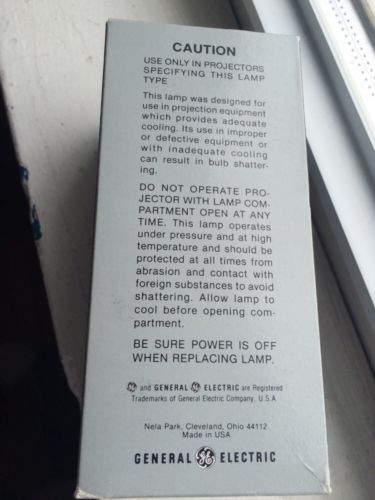 CAUTION
USE ONLY IN PROJECTORS
SPECIFYING THIS LAMP
TYPE
This lamp was designed for
use in projection equipment
which provides adequate
cooling. Its use in improper
or defective equipment or
with inadequate cooling
can result in bulb shatter-
ing.
DO NOT OPERATE PRO-
JECTOR WITH LAMP COM-
PARTMENT OPEN AT ANY
TIME. This lamp operates
under pressure and at high
temperature and should be
protected at all times from
abrasion and contact with
foreign substances to avoid
shattering. Allow lamp to
cool before opening com-
partment.
BE SURE POWER IS OFF
WHEN REPLACING LAMP.
GE and GENERAL GE ELECTRIC are Registered
Trademarks of General Electric Company, U.S.A.
Nela Park, Cleveland, Ohio 44112
Made in USA
GENERAL GE ELECTRIC